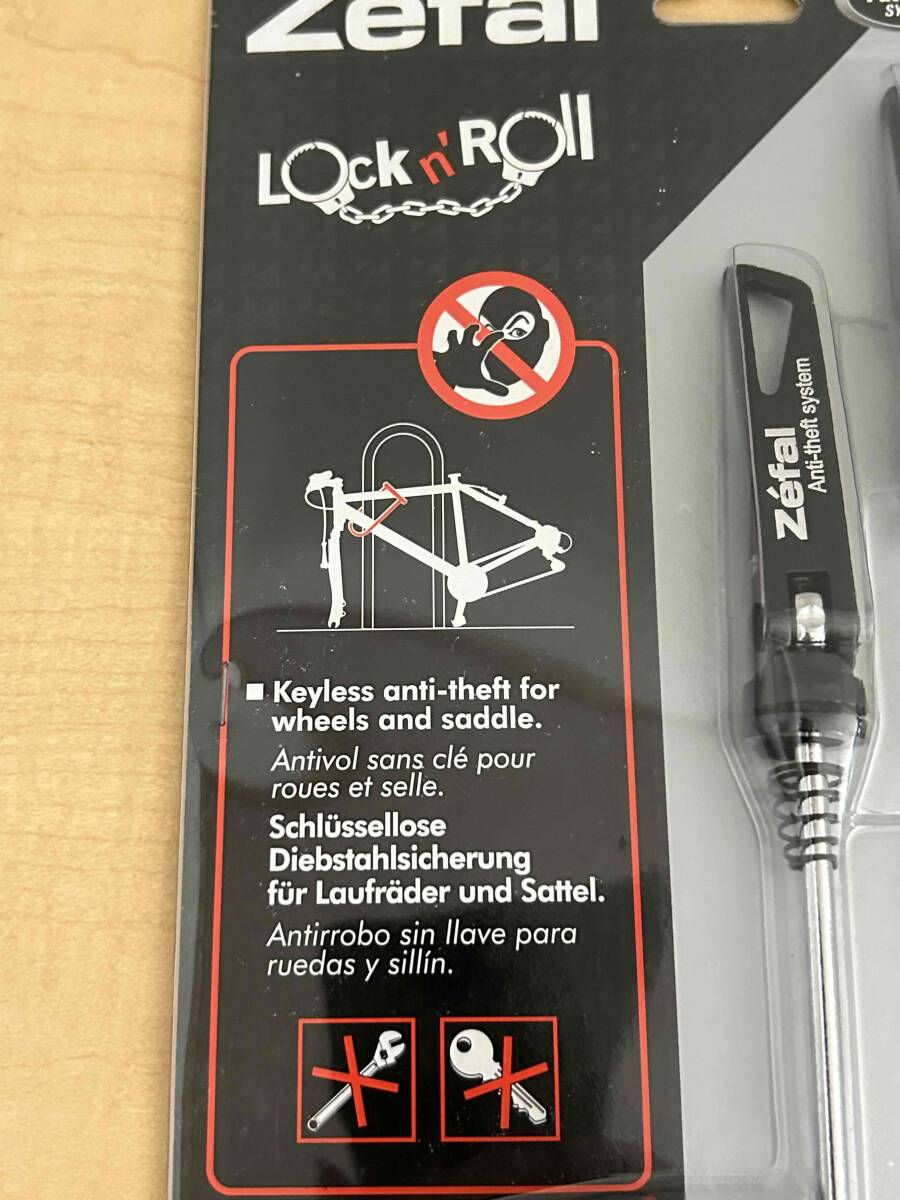 Zéfal
Lock n' Roll
Zéfal
Anti-theft system
Keyless anti-theft for
wheels and saddle.
Antivol sans clé pour
roues et selle.
Schlüssellose
Diebstahlsicherung
für Laufräder und Sattel.
Antirrobo sin llave para
ruedas y sillín.